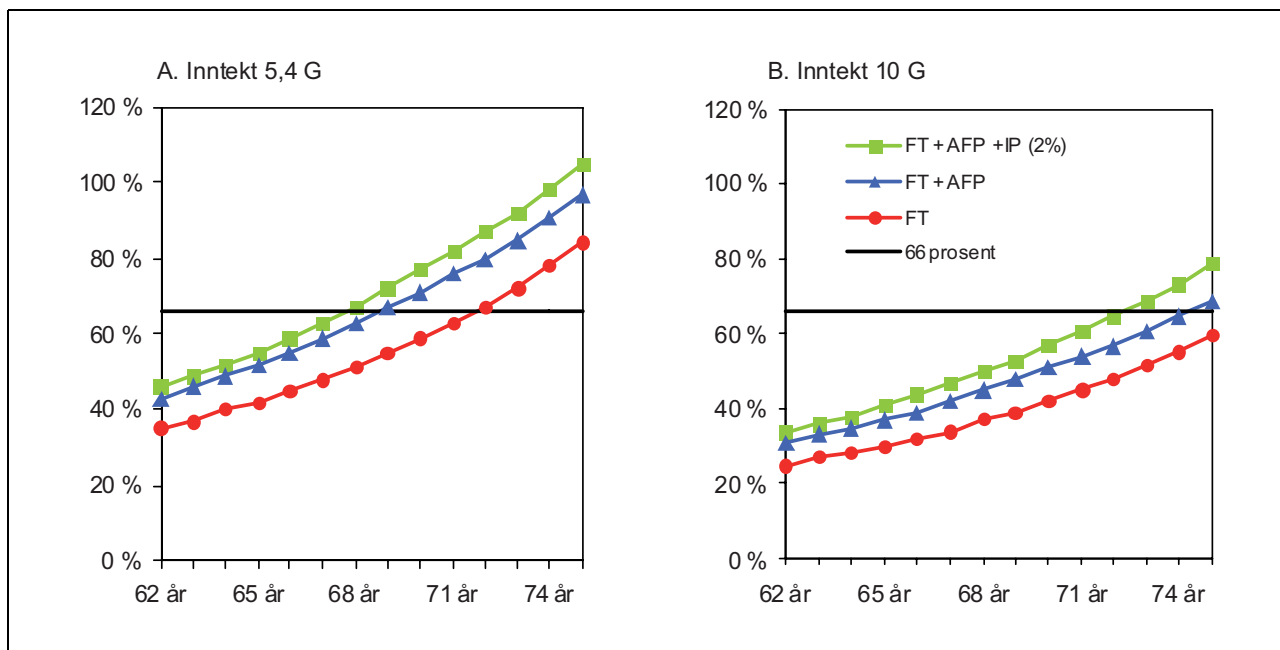 A. Inntekt 5,4 G
120 %
100 %
80 %
60 %
40 %
20 %
0 %
62 år 65 år 68 år 71 år 74 år
B. Inntekt 10 G
120 %
100 %
80 %
60 %
40 %
20 %
0 %
FT + AFP +IP (2%)
FT + AFP
FT
66 prosent
62 år 65 år 68 år 71 år 74 år